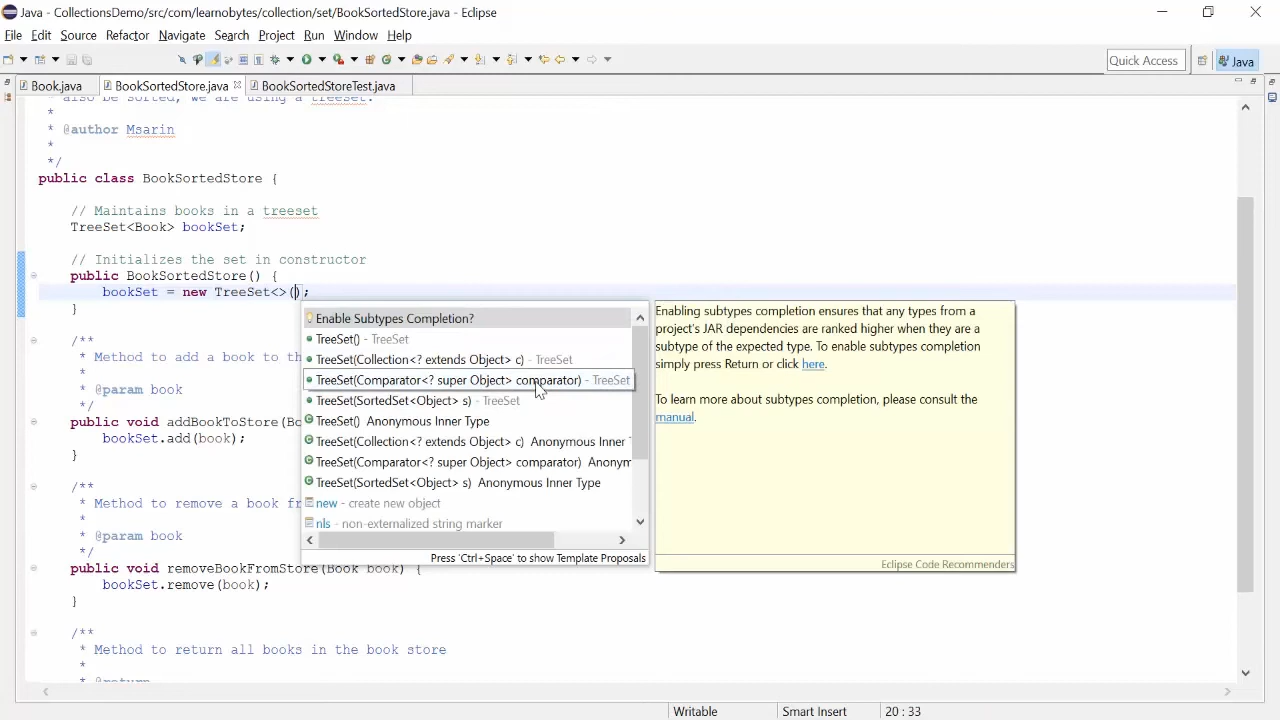 Java - CollectionsDemo/src/com/learnobytes/collection/set/BookSortedStore.java - Eclipse
File Edit Source Refactor Navigate Search Project Run Window Help
Quick Access Java
Book.java BookSortedStore.java BookSortedStoreTest.java
* also be sorted, we are using a treeset.
*
* @author Msarin
*
*/
public class BookSortedStore {
// Maintains books in a treeset
TreeSet<Book> bookSet;
// Initializes the set in constructor
public BookSortedStore() {
bookSet = new TreeSet<>();
}
/**
* Method to add a book to th
*
* @param book
*/
public void addBookToStore(Bo
bookSet.add(book);
}
/**
* Method to remove a book fr
*
* @param book
*/
public void removeBookFromStore(Book book) {
bookSet.remove(book);
}
/**
* Method to return all books in the book store
*
* @return
Enable Subtypes Completion?
TreeSet() - TreeSet
TreeSet(Collection<? extends Object> c) - TreeSet
TreeSet(Comparator<? super Object> comparator) - TreeSet
TreeSet(SortedSet<Object> s) - TreeSet
TreeSet() Anonymous Inner Type
TreeSet(Collection<? extends Object> c) Anonymous Inner T
TreeSet(Comparator<? super Object> comparator) Anonym
TreeSet(SortedSet<Object> s) Anonymous Inner Type
new - create new object
nls - non-externalized string marker
Press 'Ctrl+Space' to show Template Proposals
Enabling subtypes completion ensures that any types from a
project's JAR dependencies are ranked higher when they are a
subtype of the expected type. To enable subtypes completion
simply press Return or click here.
To learn more about subtypes completion, please consult the
manual.
Eclipse Code Recommenders
Writable Smart Insert 20 : 33